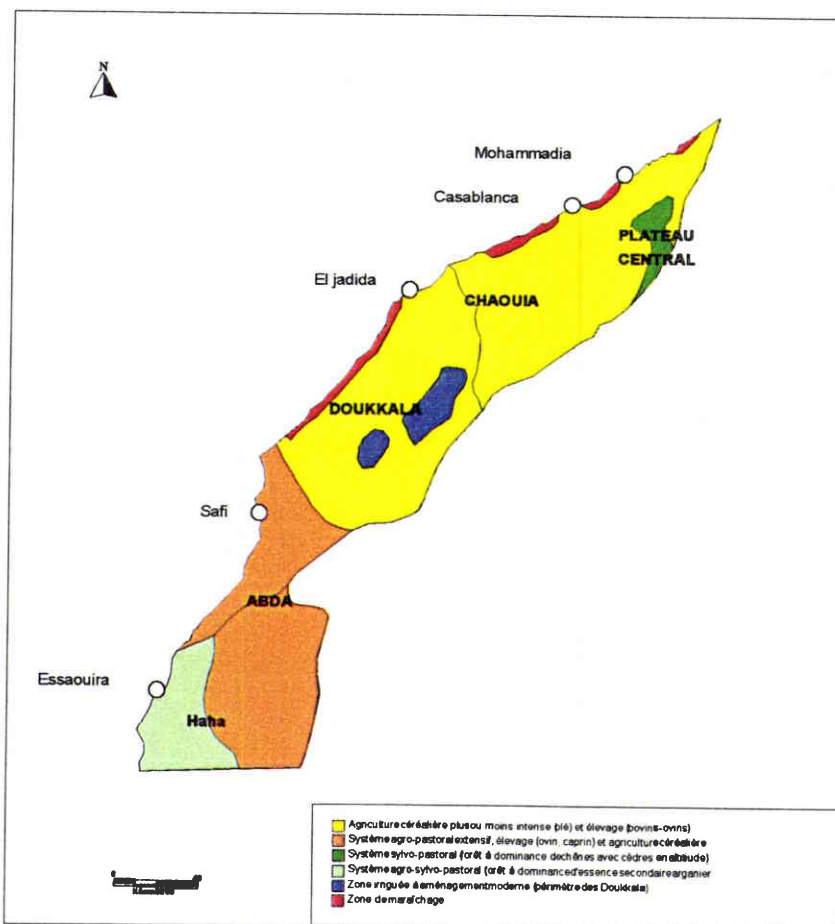 N
Mohammadia
Casablanca
PLATEAU
CENTRAL
El jadida
CHAOUIA
DOUKKALA
Safi
ABDA
Essaouira
Haha
Agriculture céréalière plus ou moins intense (blé) et élevage (bovins-ovins)
Système agro-pastoral extensif, élevage (ovin, caprin) et agriculture céréalière
Système sylvo-pastoral (forêt à dominance de chênes avec cèdres en altitude)
Système agro-sylvo-pastoral (forêt à dominance d'essence secondaire arganier
Zone irriguée à aménagement moderne (périmètre des Doukkala)
Zone de maraîchage